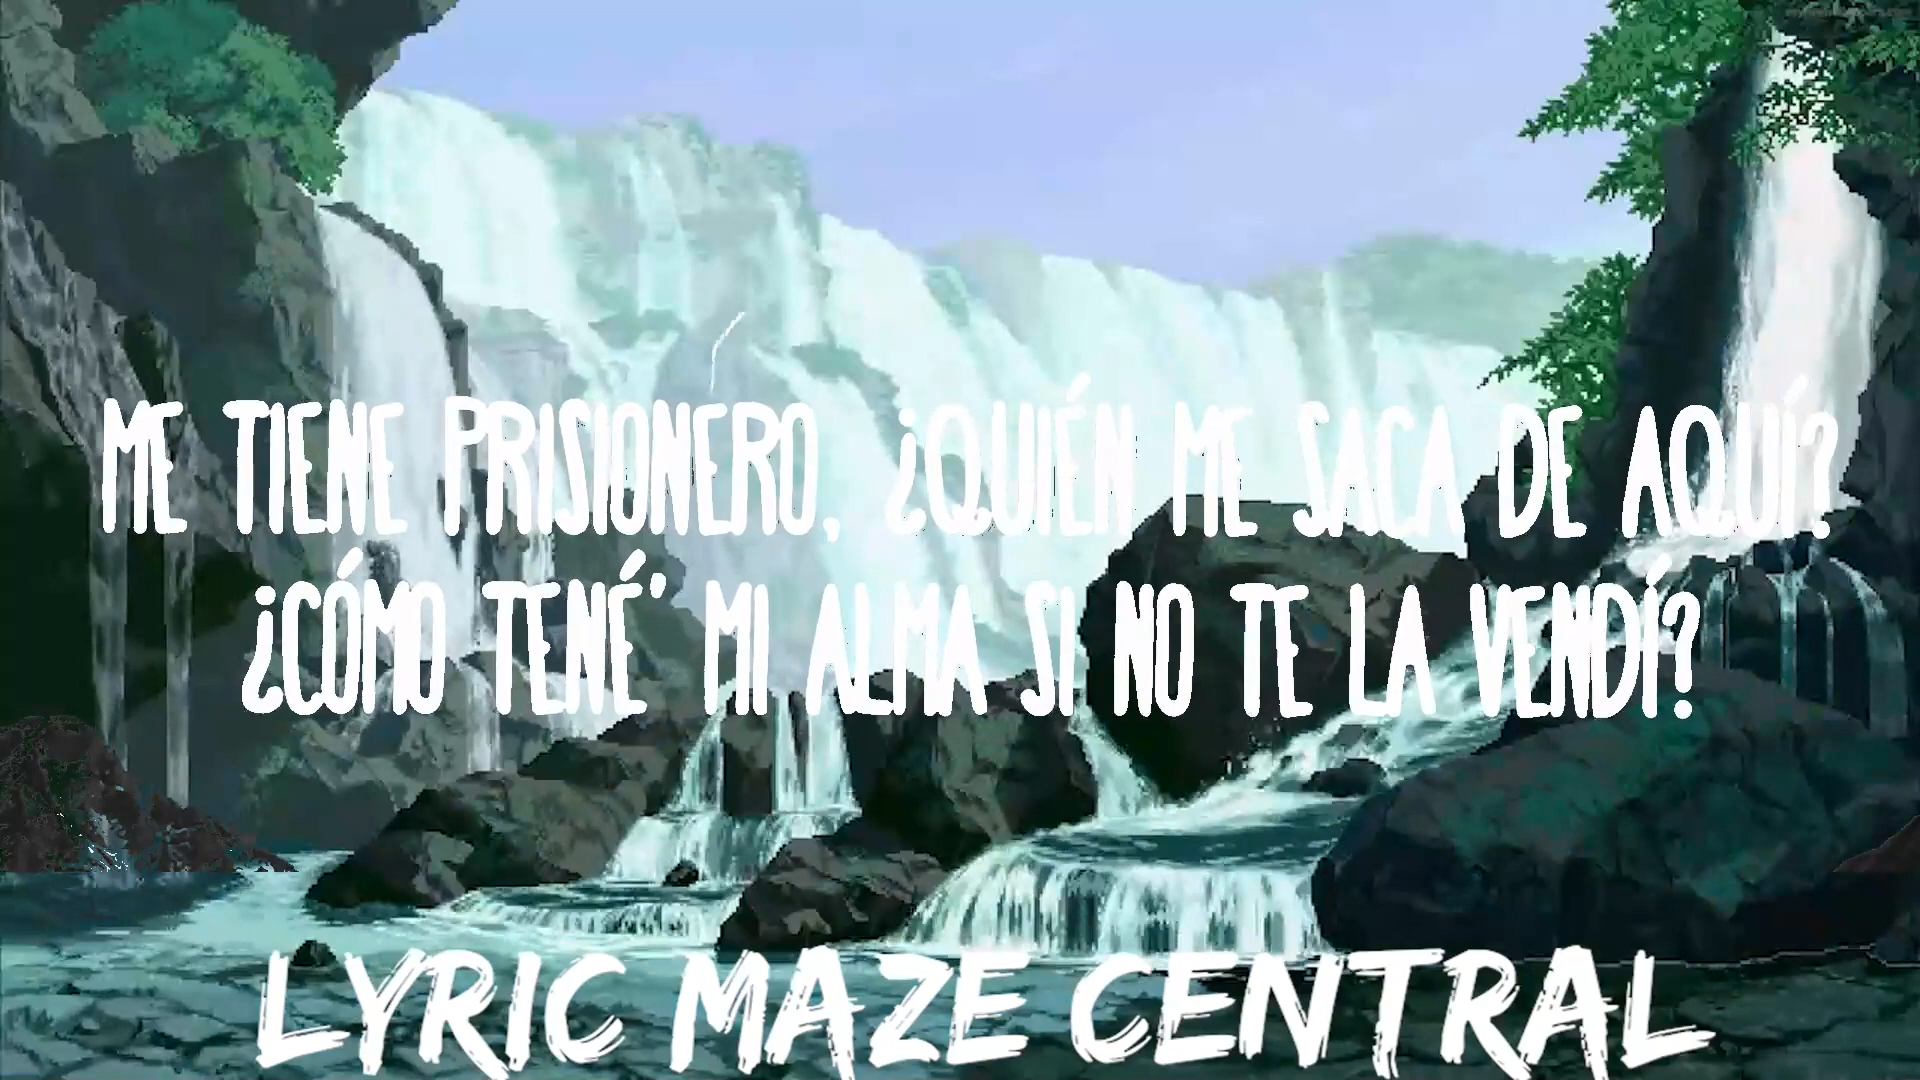 ME TIENE PRISIONERO, ¿QUIÉN ME SACA DE AQUÍ?
¿CÓMO TENÉ' MI ALMA SI NO TE LA VENDÍ?
LYRIC MAZE CENTRAL